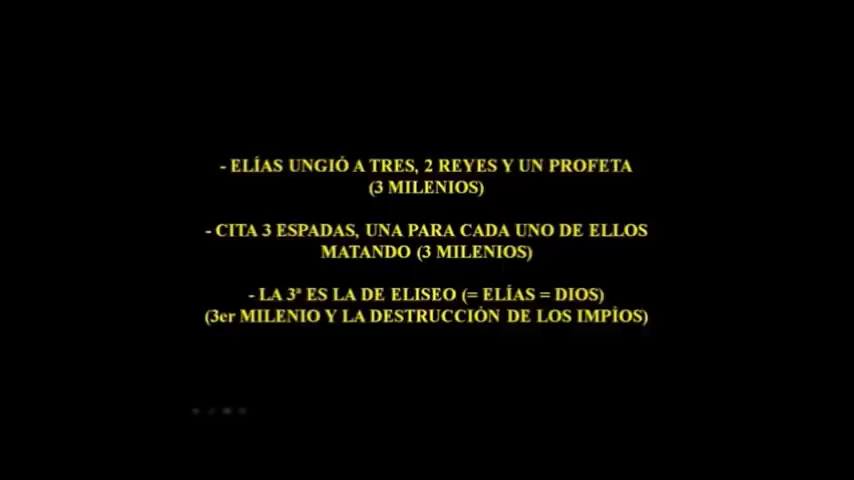 - ELÍAS UNGIÓ A TRES, 2 REYES Y UN PROFETA
(3 MILENIOS)
- CITA 3 ESPADAS, UNA PARA CADA UNO DE ELLOS
MATANDO (3 MILENIOS)
- LA 3ª ES LA DE ELISEO (= ELÍAS = DIOS)
(3er MILENIO Y LA DESTRUCCIÓN DE LOS IMPÍOS)